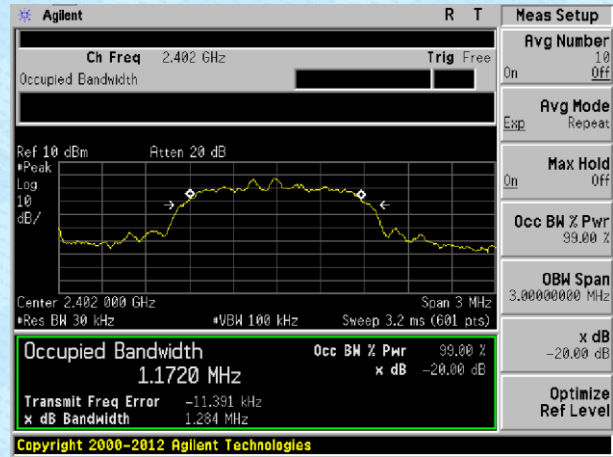 Agilent R T
Ch Freq 2.402 GHz Trig Free
Occupied Bandwidth
Ref 10 dBm Atten 20 dB
#Peak
Log
10
dB/
Center 2.402 000 GHz Span 3 MHz
#Res BW 30 kHz #VBW 100 kHz Sweep 3.2 ms (601 pts)
Occupied Bandwidth Occ BW % Pwr 99.00 %
1.1720 MHz x dB -20.00 dB
Transmit Freq Error -11.391 kHz
x dB Bandwidth 1.284 MHz
Copyright 2000-2012 Agilent Technologies
Meas Setup
Avg Number
10
On Off
Avg Mode
Exp Repeat
Max Hold
On Off
Occ BW % Pwr
99.00 %
OBW Span
3.00000000 MHz
x dB
-20.00 dB
Optimize
Ref Level